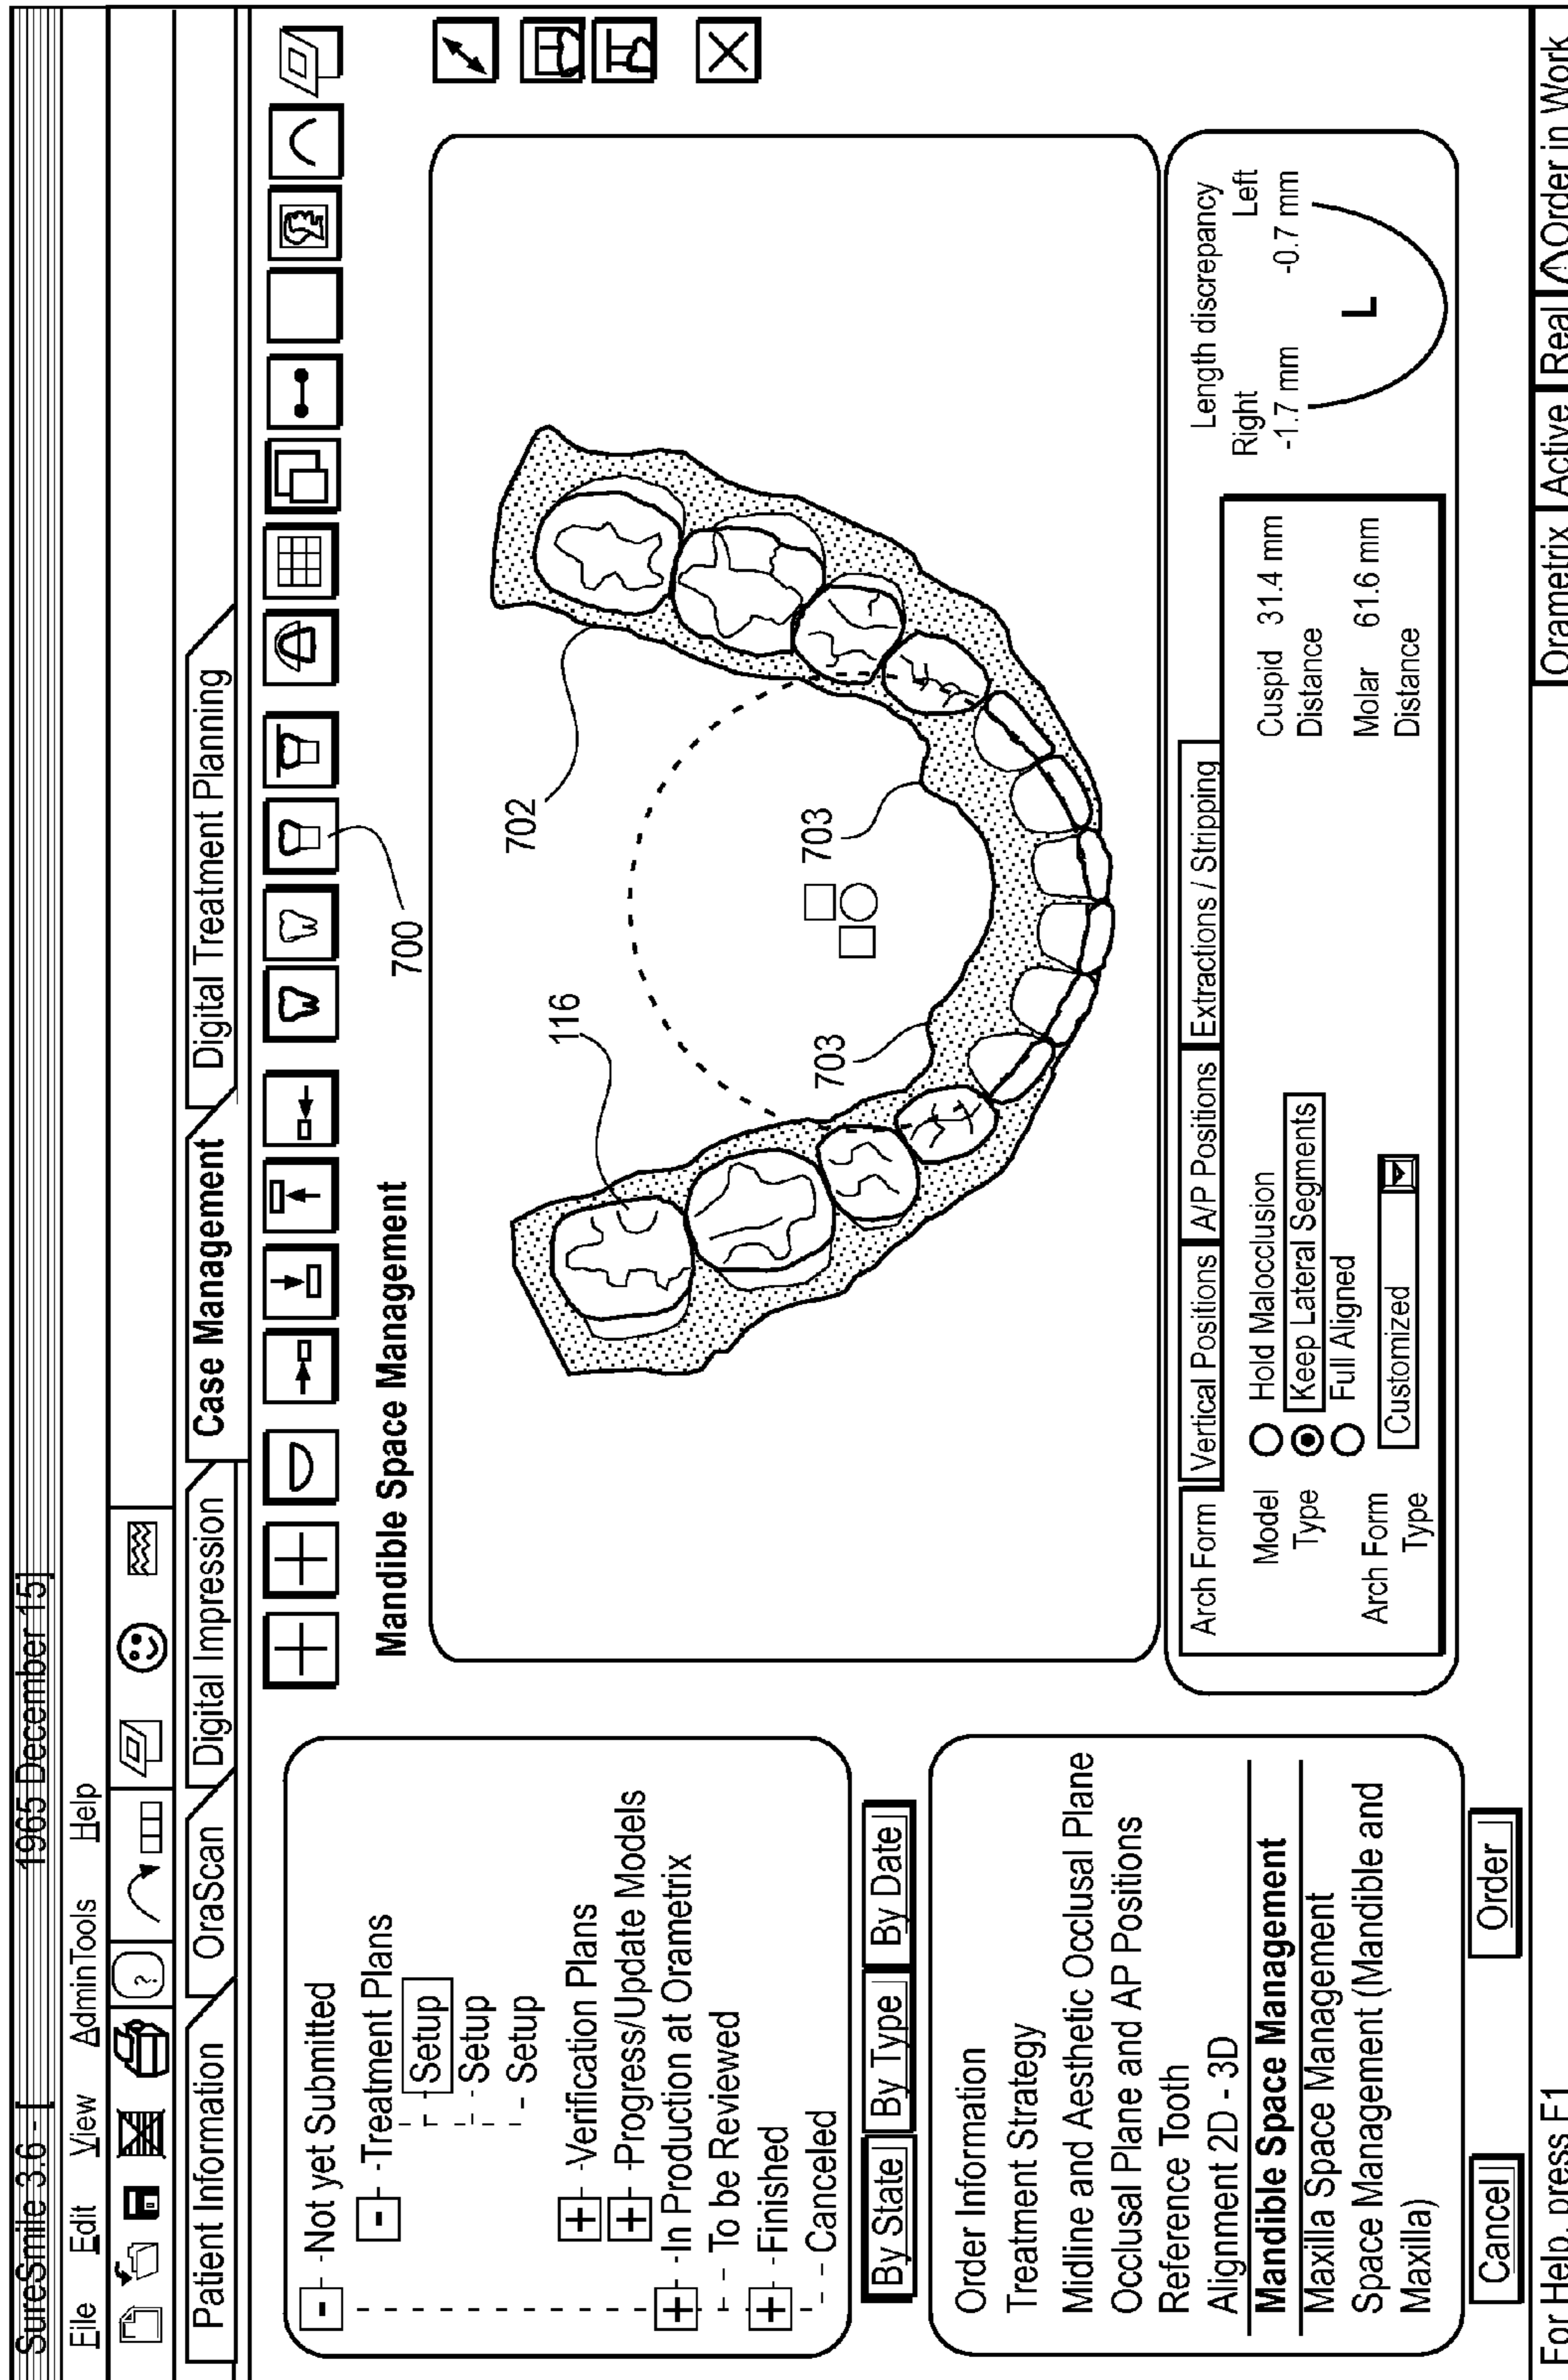 SureSmile 3.6 - [ 1965 December 15]
File Edit View AdminTools Help
?
Patient Information OraScan Digital Impression Case Management Digital Treatment Planning
- Not yet Submitted
- Treatment Plans
Setup
Setup
Setup
+ Verification Plans
+ Progress/Update Models
+ In Production at Orametrix
To be Reviewed
+ Finished
Canceled
By State By Type By Date
Order Information
Treatment Strategy
Midline and Aesthetic Occlusal Plane
Occlusal Plane and AP Positions
Reference Tooth
Alignment 2D - 3D
Mandible Space Management
Maxilla Space Management
Space Management (Mandible and
Maxilla)
Cancel Order
700
Mandible Space Management
116
702
703
703
Arch Form Vertical Positions A/P Positions Extractions / Stripping
Model Hold Malocclusion
Type Keep Lateral Segments
Full Aligned
Arch Form Customized
Type
Cuspid 31.4 mm
Distance
Molar 61.6 mm
Distance
Length discrepancy
Right Left
-1.7 mm -0.7 mm
L
For Help, press F1
Orametrix Active Real Order in Work